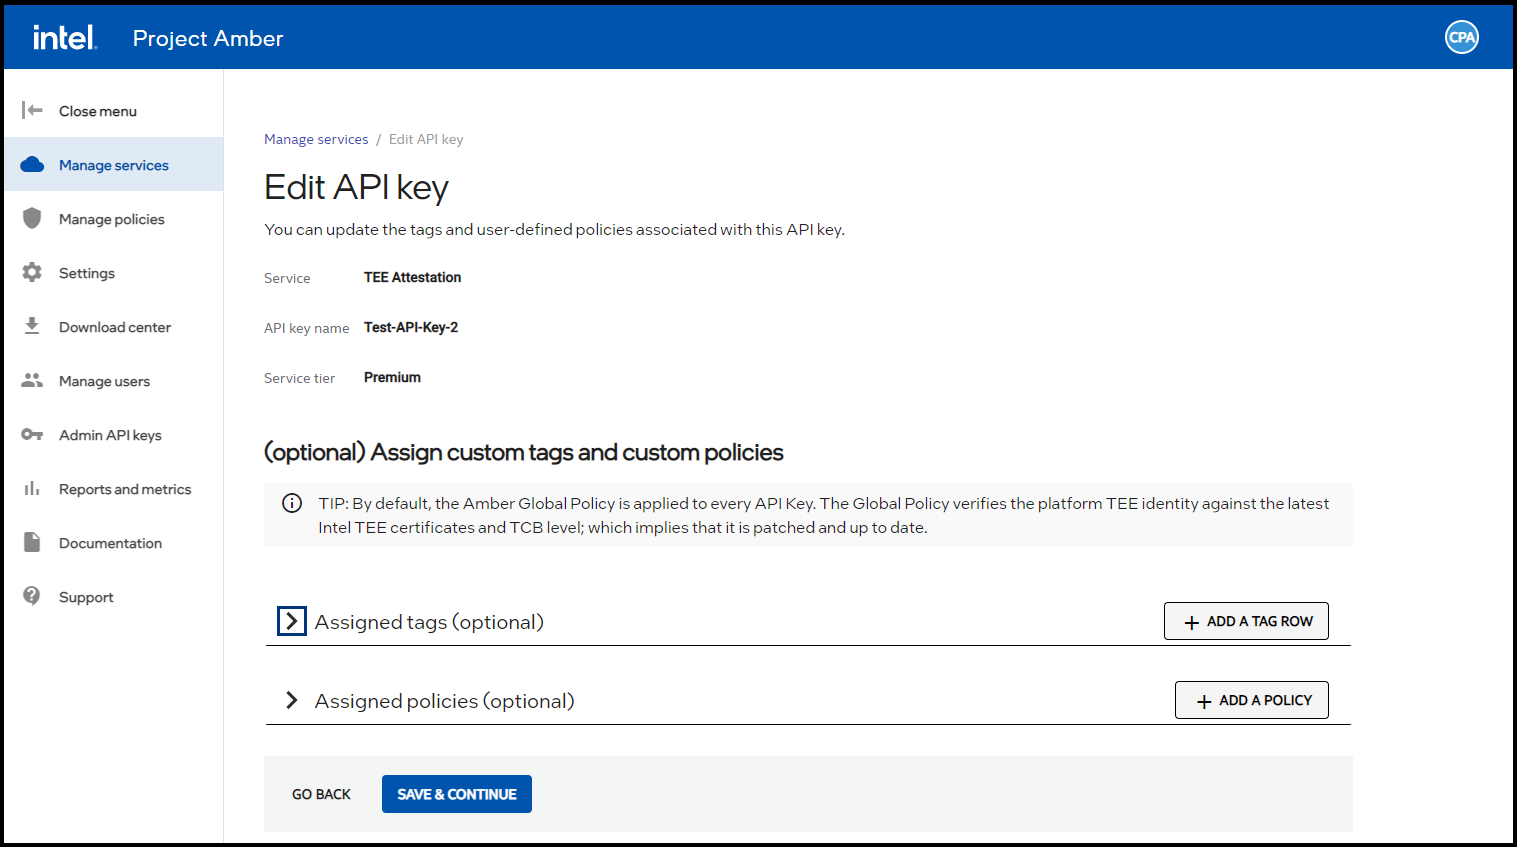 intel. Project Amber CPA
Close menu
Manage services
Manage policies
Settings
Download center
Manage users
Admin API keys
Reports and metrics
Documentation
Support
Manage services / Edit API key
Edit API key
You can update the tags and user-defined policies associated with this API key.
Service TEE Attestation
API key name Test-API-Key-2
Service tier Premium
(optional) Assign custom tags and custom policies
TIP: By default, the Amber Global Policy is applied to every API Key. The Global Policy verifies the platform TEE identity against the latest
Intel TEE certificates and TCB level; which implies that it is patched and up to date.
Assigned tags (optional) + ADD A TAG ROW
Assigned policies (optional) + ADD A POLICY
GO BACK SAVE & CONTINUE